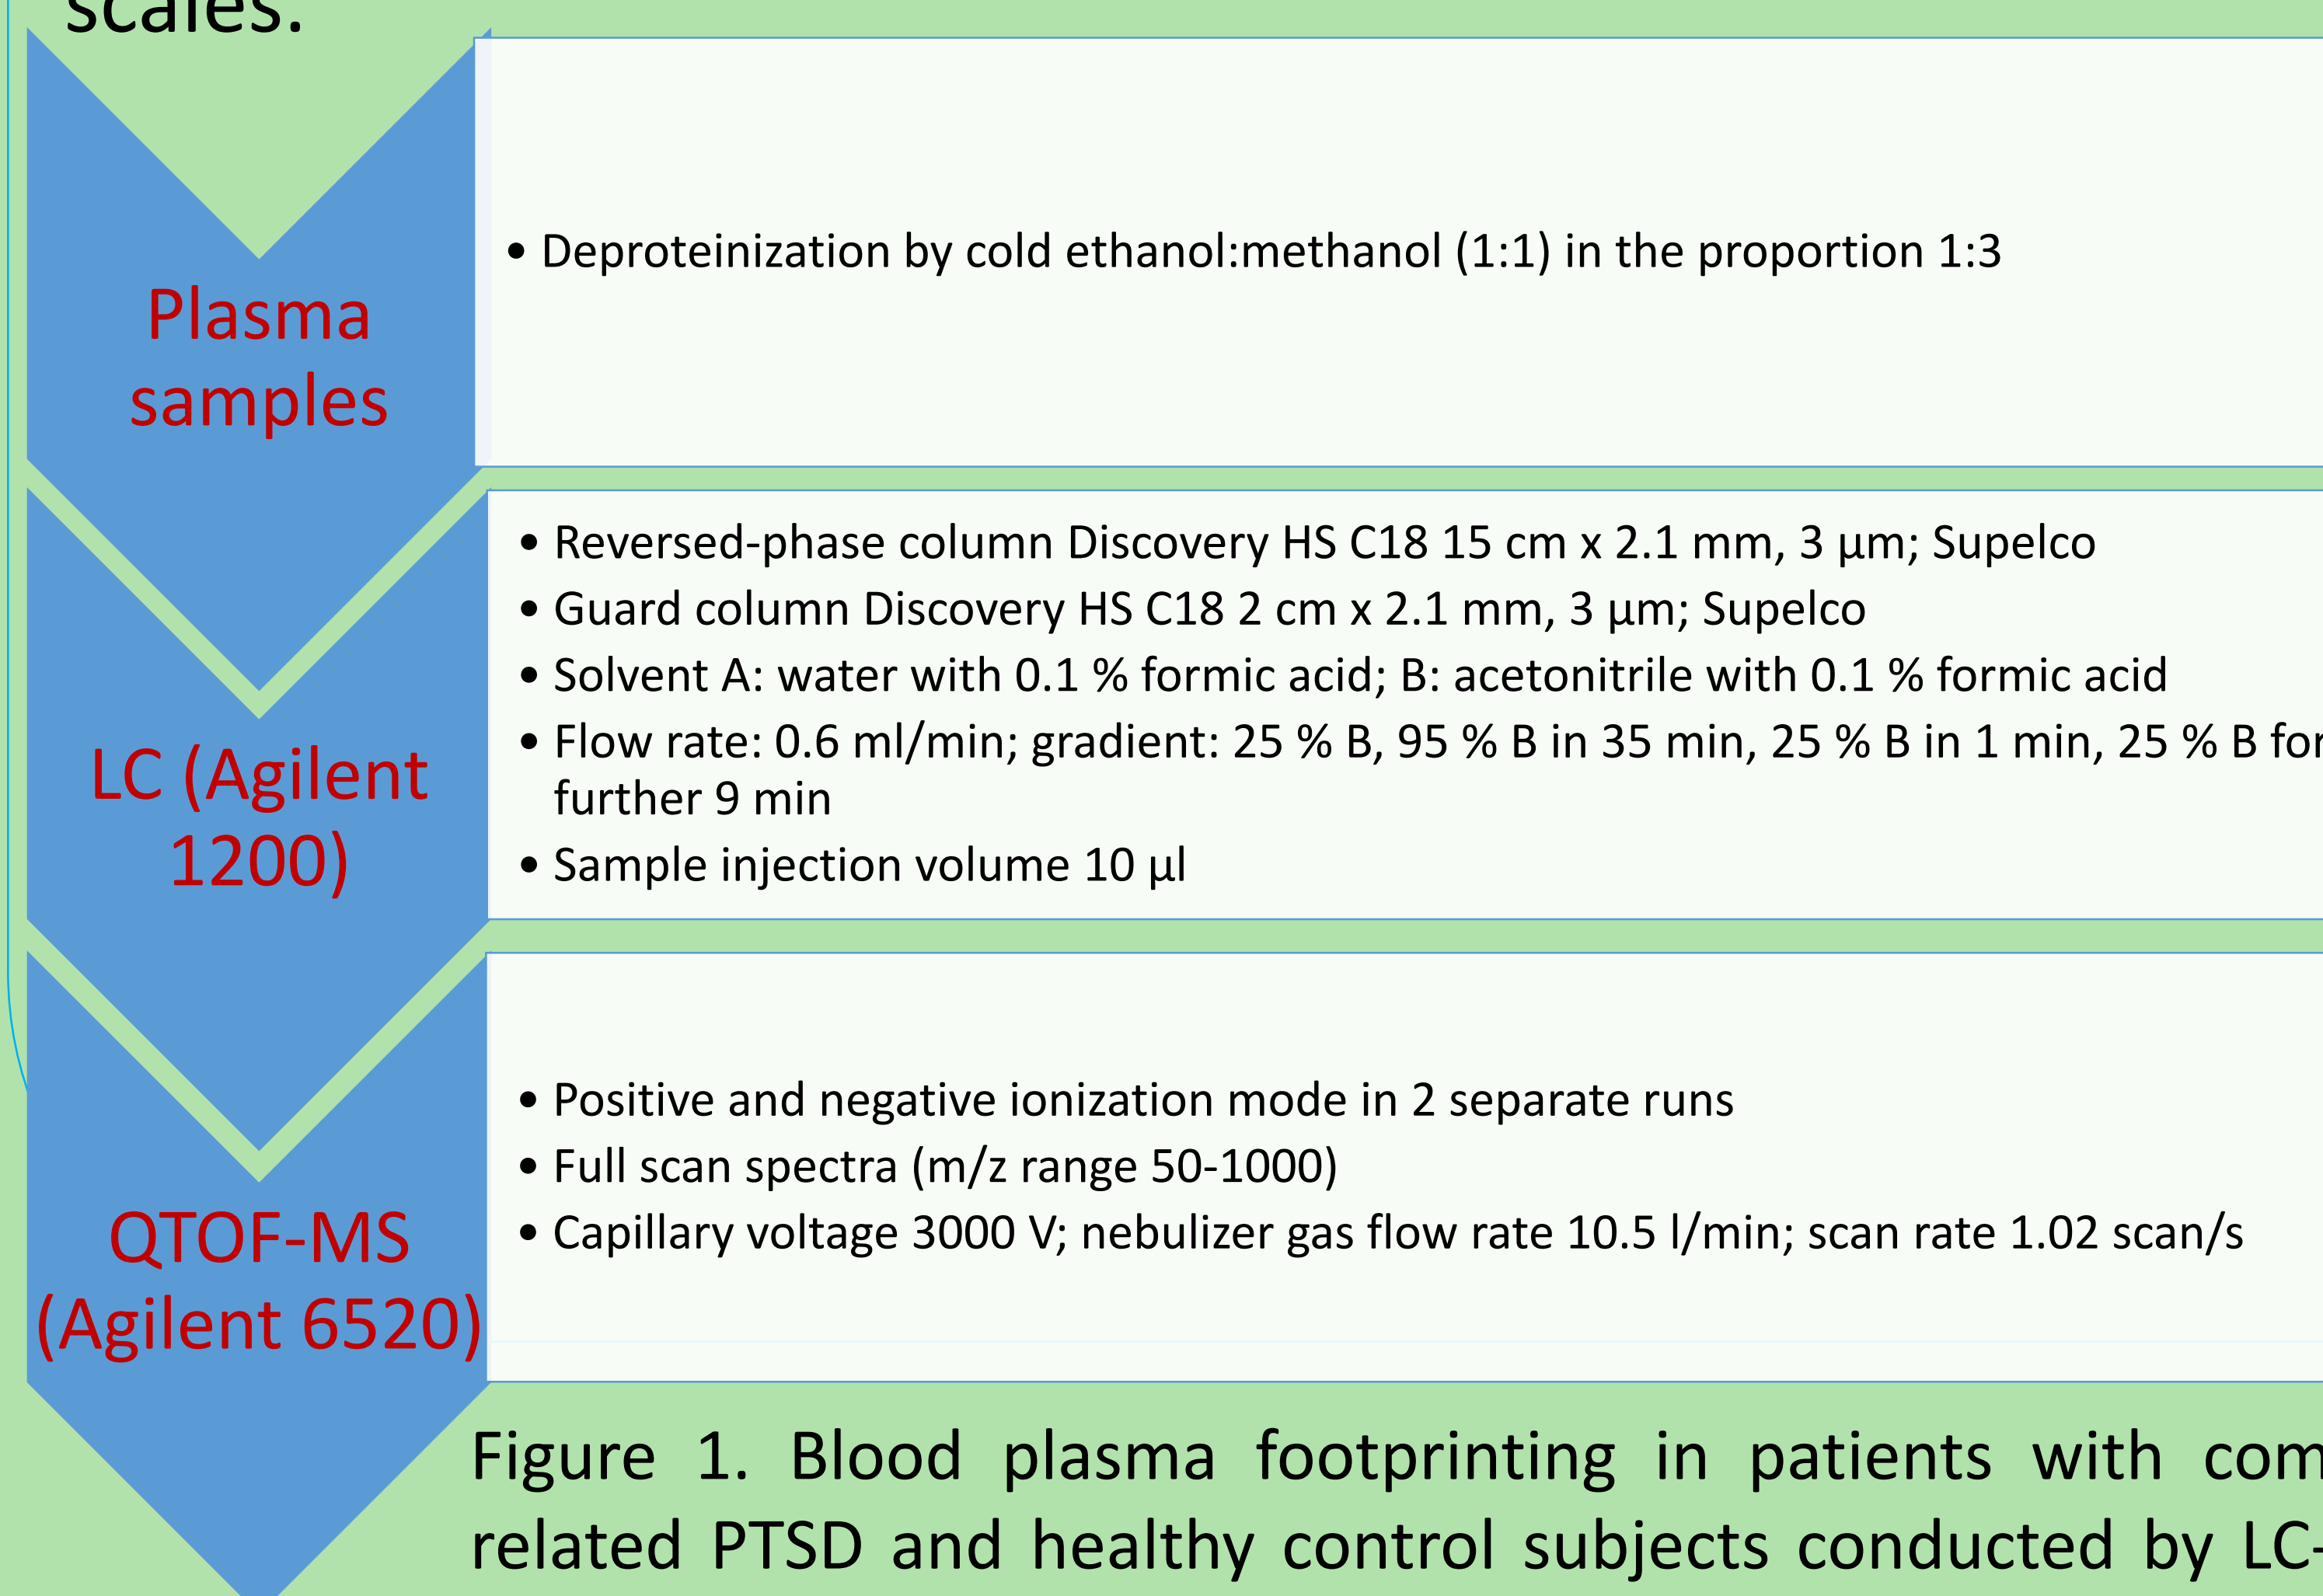 scales.
Plasma
samples
• Deproteinization by cold ethanol:methanol (1:1) in the proportion 1:3
LC (Agilent
1200)
• Reversed-phase column Discovery HS C18 15 cm x 2.1 mm, 3 µm; Supelco
• Guard column Discovery HS C18 2 cm x 2.1 mm, 3 µm; Supelco
• Solvent A: water with 0.1 % formic acid; B: acetonitrile with 0.1 % formic acid
• Flow rate: 0.6 ml/min; gradient: 25 % B, 95 % B in 35 min, 25 % B in 1 min, 25 % B for
further 9 min
• Sample injection volume 10 µl
QTOF-MS
(Agilent 6520)
• Positive and negative ionization mode in 2 separate runs
• Full scan spectra (m/z range 50-1000)
• Capillary voltage 3000 V; nebulizer gas flow rate 10.5 l/min; scan rate 1.02 scan/s
Figure 1. Blood plasma footprinting in patients with
related PTSD and healthy control subjects conducted by LC-